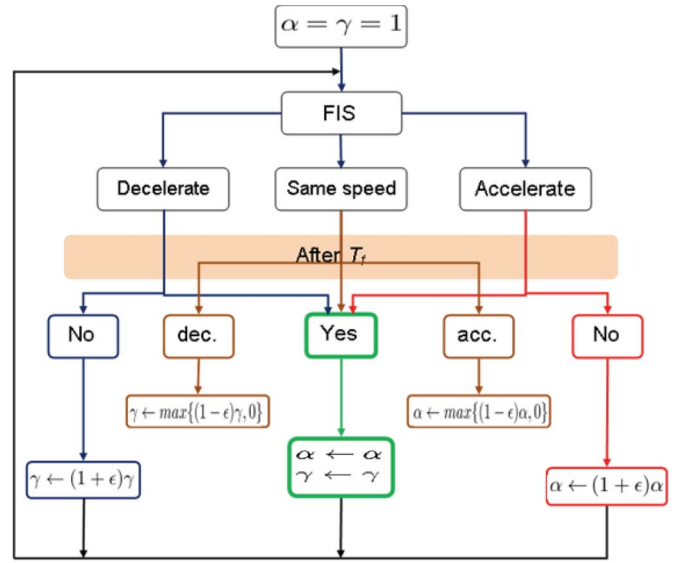 α = γ = 1
FIS
Decelerate
Same speed
Accelerate
After T_f
No
dec.
Yes
acc.
No
γ ← max{(1 − ϵ)γ, 0}
α ← max{(1 − ϵ)α, 0}
α ← α
γ ← γ
γ ← (1 + ϵ)γ
α ← (1 + ϵ)α